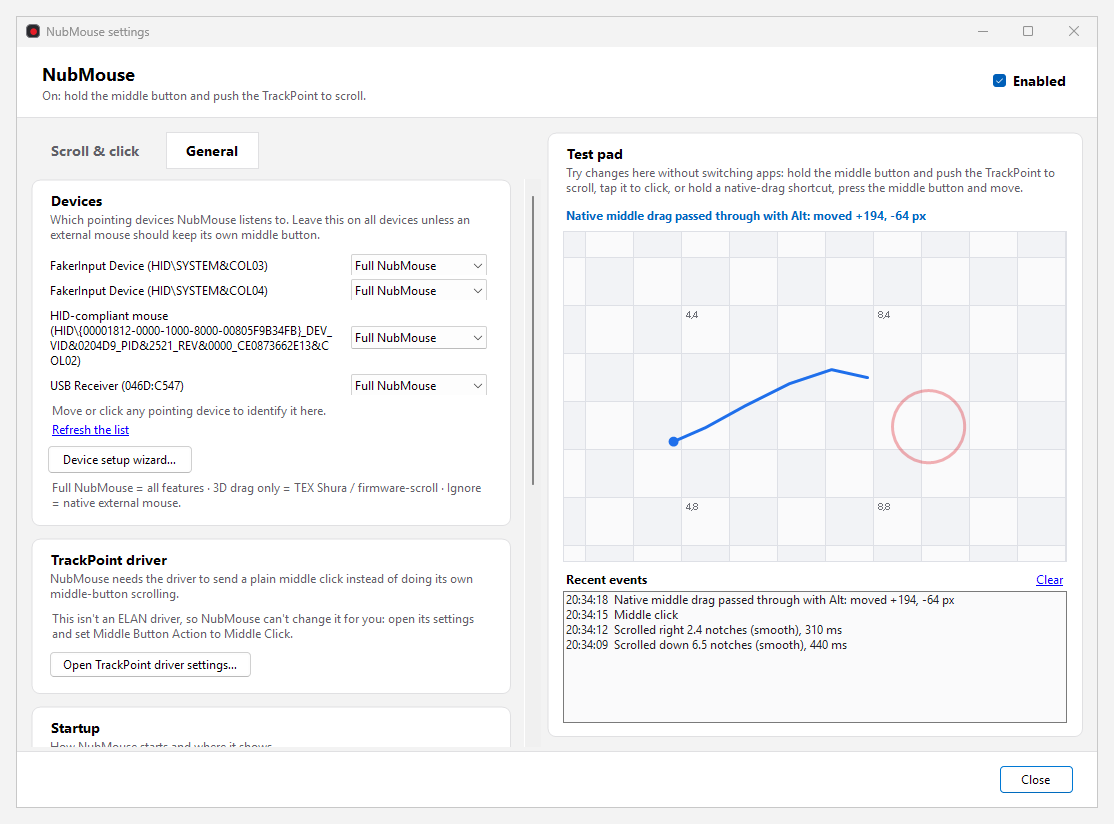 NubMouse settings
NubMouse
On: hold the middle button and push the TrackPoint to scroll.
Enabled
Scroll & click
General
Devices
Which pointing devices NubMouse listens to. Leave this on all devices unless an
external mouse should keep its own middle button.
FakerInput Device (HID\SYSTEM&COL03)
Full NubMouse
FakerInput Device (HID\SYSTEM&COL04)
Full NubMouse
HID-compliant mouse
(HID\{00001812-0000-1000-8000-00805F9B34FB}_DEV_
VID&0204D9_PID&2521_REV&0000_CE0873662E13&C
OL02)
Full NubMouse
USB Receiver (046D:C547)
Full NubMouse
Move or click any pointing device to identify it here.
Refresh the list
Device setup wizard...
Full NubMouse = all features · 3D drag only = TEX Shura / firmware-scroll · Ignore
= native external mouse.
TrackPoint driver
NubMouse needs the driver to send a plain middle click instead of doing its own
middle-button scrolling.
This isn't an ELAN driver, so NubMouse can't change it for you: open its settings
and set Middle Button Action to Middle Click.
Open TrackPoint driver settings...
Startup
How NubMouse starts and where it shows.
Test pad
Try changes here without switching apps: hold the middle button and push the TrackPoint to
scroll, tap it to click, or hold a native-drag shortcut, press the middle button and move.
Native middle drag passed through with Alt: moved +194, -64 px
4,4
8,4
4,8
8,8
Recent events
Clear
20:34:18 Native middle drag passed through with Alt: moved +194, -64 px
20:34:15 Middle click
20:34:12 Scrolled right 2.4 notches (smooth), 310 ms
20:34:09 Scrolled down 6.5 notches (smooth), 440 ms
Close